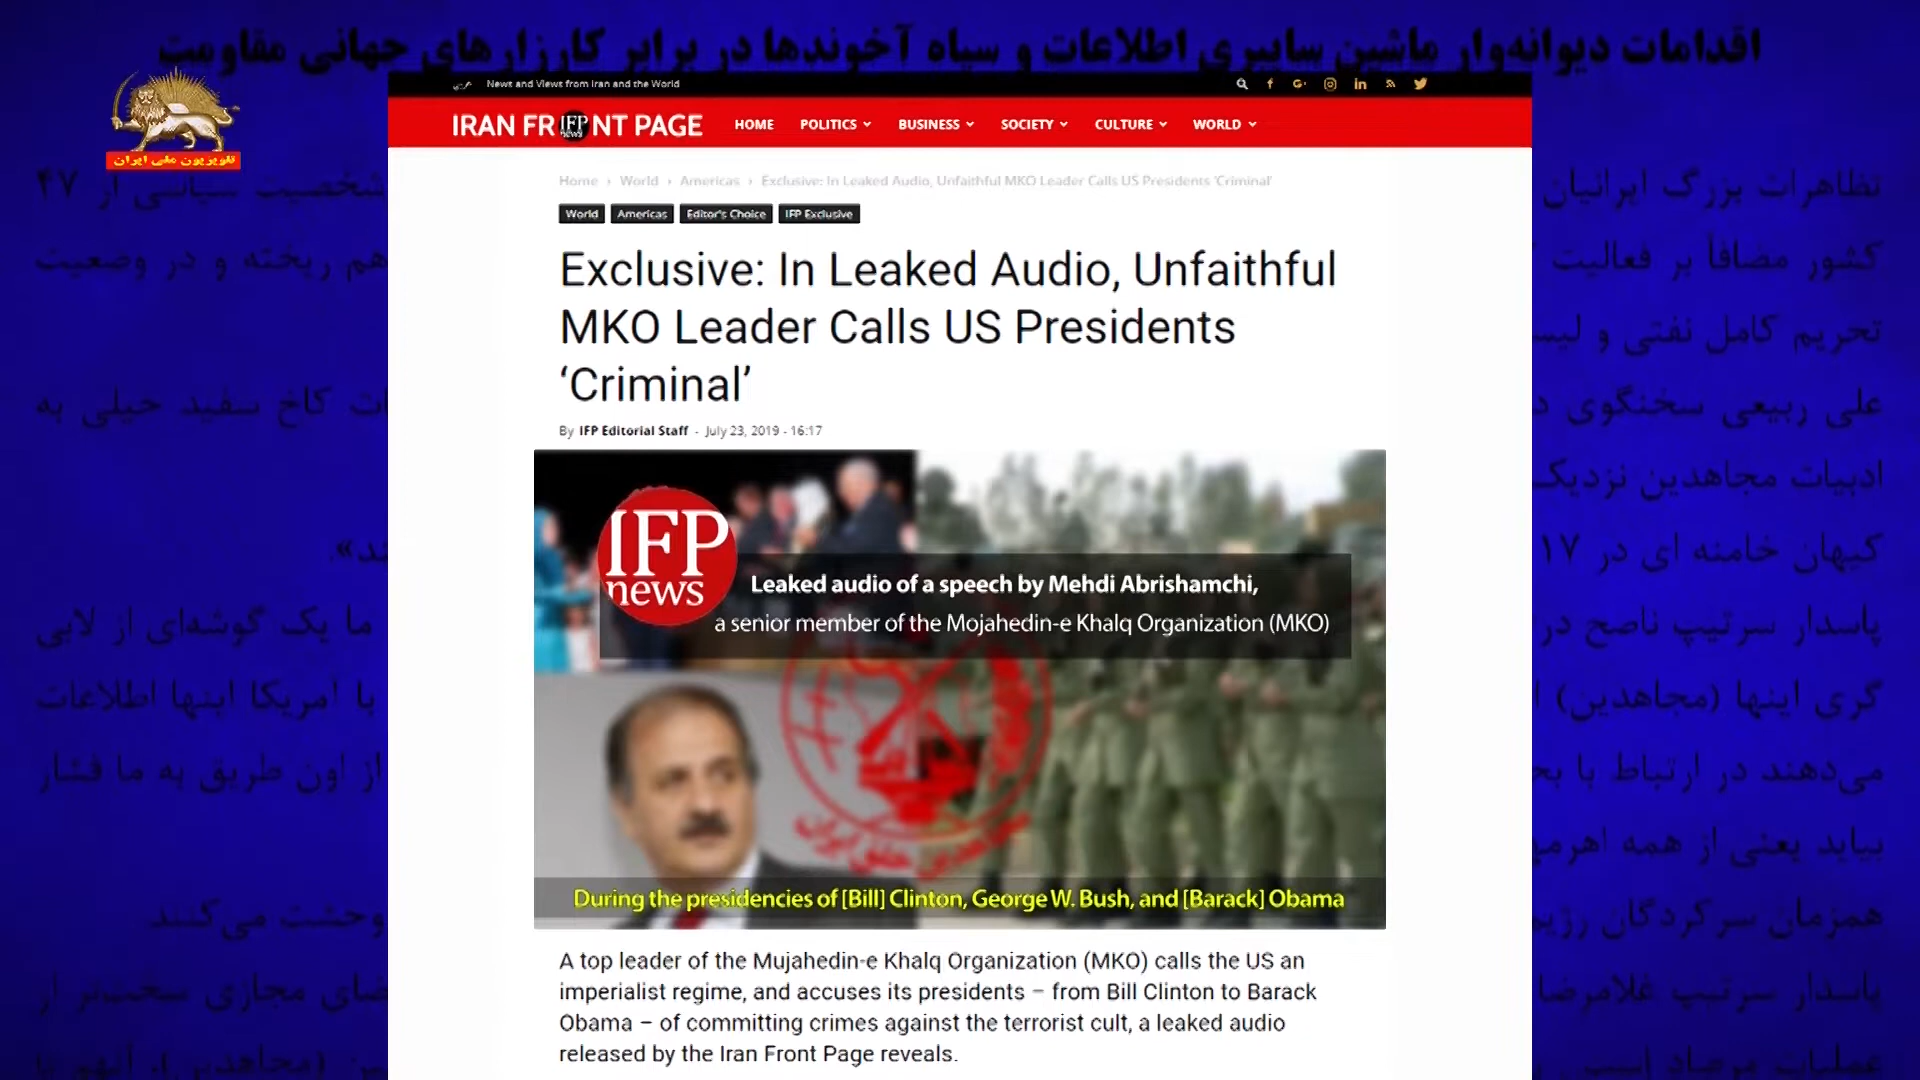 اقدامات دیوانه‌وار ماشین سایبری اطلاعات و سپاه آخوندها در برابر کارزارهای جهانی مقاومت
تلویزیون ملی ایران
News and Views from Iran and the World
IRAN FRONT PAGE
IFP news
HOME POLITICS BUSINESS SOCIETY CULTURE WORLD
Home › World › Americas › Exclusive: In Leaked Audio, Unfaithful MKO Leader Calls US Presidents 'Criminal'
World Americas Editor's Choice IFP Exclusive
Exclusive: In Leaked Audio, Unfaithful
MKO Leader Calls US Presidents
‘Criminal’
By IFP Editorial Staff - July 23, 2019 - 16:17
IFP
news
Leaked audio of a speech by Mehdi Abrishamchi,
a senior member of the Mojahedin-e Khalq Organization (MKO)
During the presidencies of [Bill] Clinton, George W. Bush, and [Barack] Obama
A top leader of the Mujahedin-e Khalq Organization (MKO) calls the US an
imperialist regime, and accuses its presidents – from Bill Clinton to Barack
Obama – of committing crimes against the terrorist cult, a leaked audio
released by the Iran Front Page reveals.
تظاهرات بزرگ ایرانیان
شخصیت سیاسی از ۴۷
کشور مضافاً بر فعالیت
هم ریخته و در وضعیت
تحریم کامل نفتی و
علی ربیعی سخنگوی
کاخ سفید خیلی به
ادبیات مجاهدین نزدیک
کیهان خامنه ای در ۱۷
پاسدار سرتیپ ناصح در
ما یک گوشه‌ای از لابی
گری اینها (مجاهدین)
با امریکا اینها اطلاعات
می‌دهند در ارتباط با
از اون طریق به ما فشار
بیاید یعنی از همه
همزمان سرکردگان
وحشت می‌کنند
پاسدار سرتیپ غلامرضا
مجازی سخت‌تر از
عملیات مرصاد است
(مجاهدین)